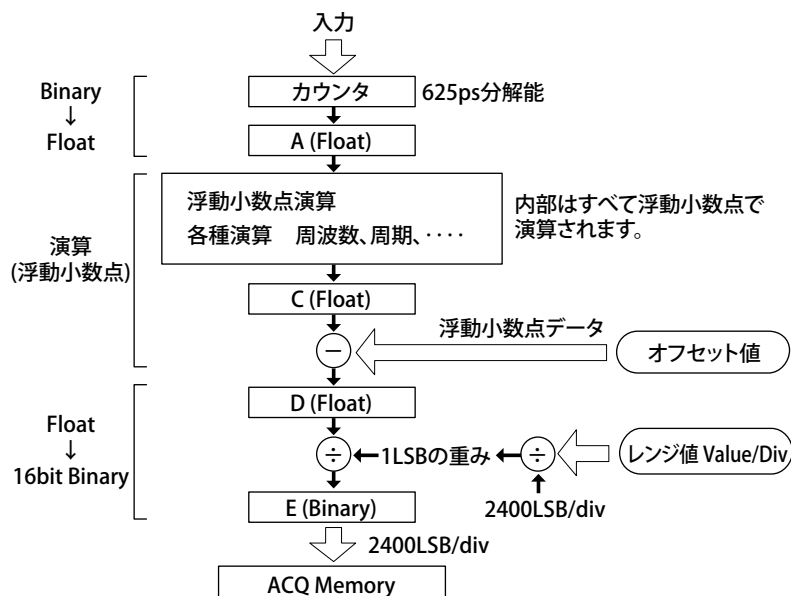 入力
Binary
↓
Float
カウンタ
625ps分解能
A (Float)
演算
(浮動小数点)
浮動小数点演算
各種演算 周波数、周期、‥‥
内部はすべて浮動小数点で
演算されます。
C (Float)
浮動小数点データ
－
オフセット値
Float
↓
16bit Binary
D (Float)
÷
1LSBの重み
÷
レンジ値 Value/Div
2400LSB/div
E (Binary)
2400LSB/div
ACQ Memory